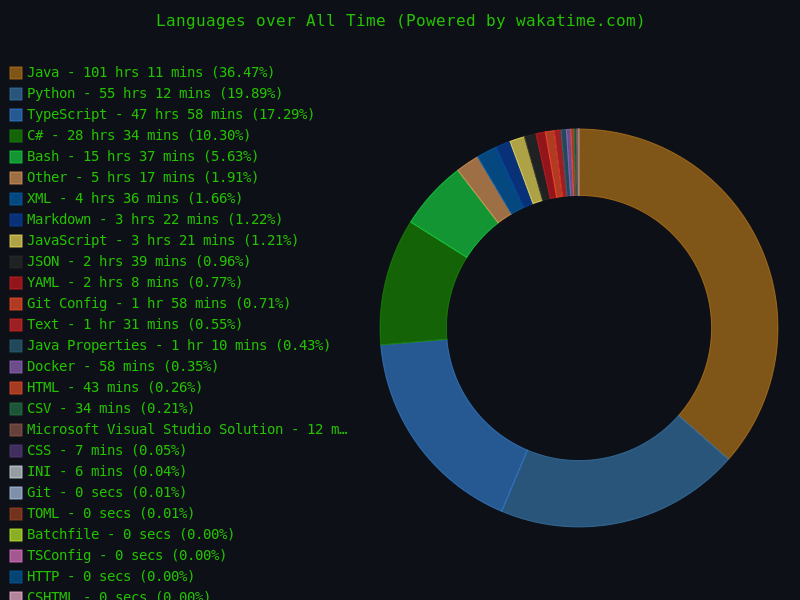 Languages over All Time (Powered by wakatime.com)
Java - 101 hrs 11 mins (36.47%)
Python - 55 hrs 12 mins (19.89%)
TypeScript - 47 hrs 58 mins (17.29%)
C# - 28 hrs 34 mins (10.30%)
Bash - 15 hrs 37 mins (5.63%)
Other - 5 hrs 17 mins (1.91%)
XML - 4 hrs 36 mins (1.66%)
Markdown - 3 hrs 22 mins (1.22%)
JavaScript - 3 hrs 21 mins (1.21%)
JSON - 2 hrs 39 mins (0.96%)
YAML - 2 hrs 8 mins (0.77%)
Git Config - 1 hr 58 mins (0.71%)
Text - 1 hr 31 mins (0.55%)
Java Properties - 1 hr 10 mins (0.43%)
Docker - 58 mins (0.35%)
HTML - 43 mins (0.26%)
CSV - 34 mins (0.21%)
Microsoft Visual Studio Solution - 12 m…
CSS - 7 mins (0.05%)
INI - 6 mins (0.04%)
Git - 0 secs (0.01%)
TOML - 0 secs (0.01%)
Batchfile - 0 secs (0.00%)
TSConfig - 0 secs (0.00%)
HTTP - 0 secs (0.00%)
CSHTML - 0 secs (0.00%)